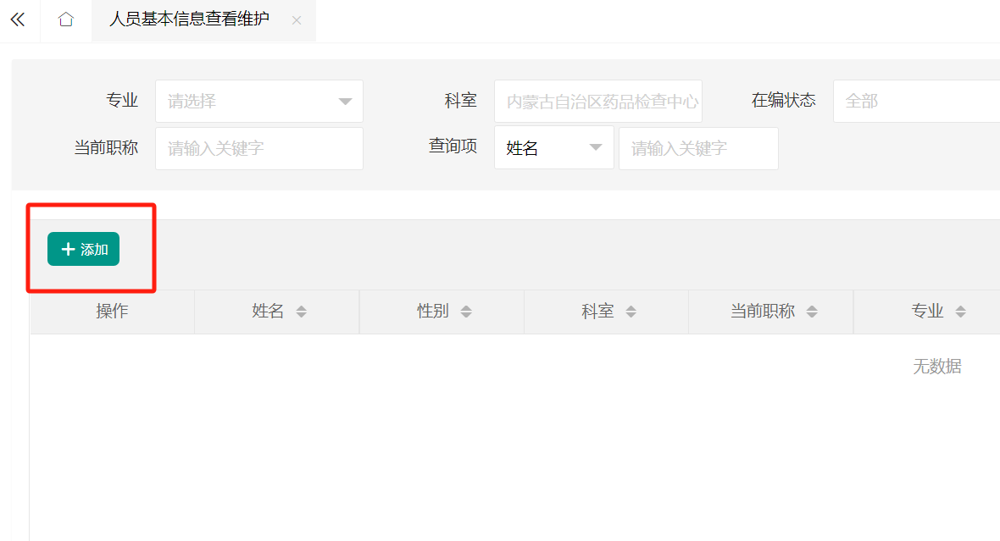 人员基本信息查看维护
专业 请选择 科室 内蒙古自治区药品检查中心 在编状态 全部
当前职称 请输入关键字 查询项 姓名 请输入关键字
添加
操作 姓名 性别 科室 当前职称 专业
无数据